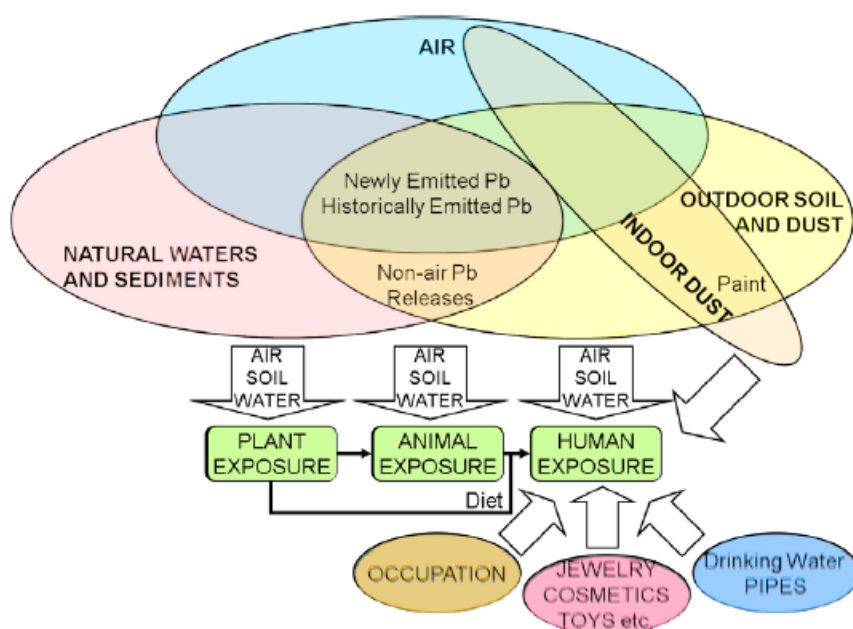 AIR
Newly Emitted Pb
Historically Emitted Pb
OUTDOOR SOIL
AND DUST
NATURAL WATERS
AND SEDIMENTS
Non-air Pb
Releases
INDOOR DUST
Paint
AIR
SOIL
WATER
AIR
SOIL
WATER
AIR
SOIL
WATER
PLANT
EXPOSURE
ANIMAL
EXPOSURE
HUMAN
EXPOSURE
Diet
OCCUPATION
JEWELRY
COSMETICS
TOYS etc.
Drinking Water
PIPES